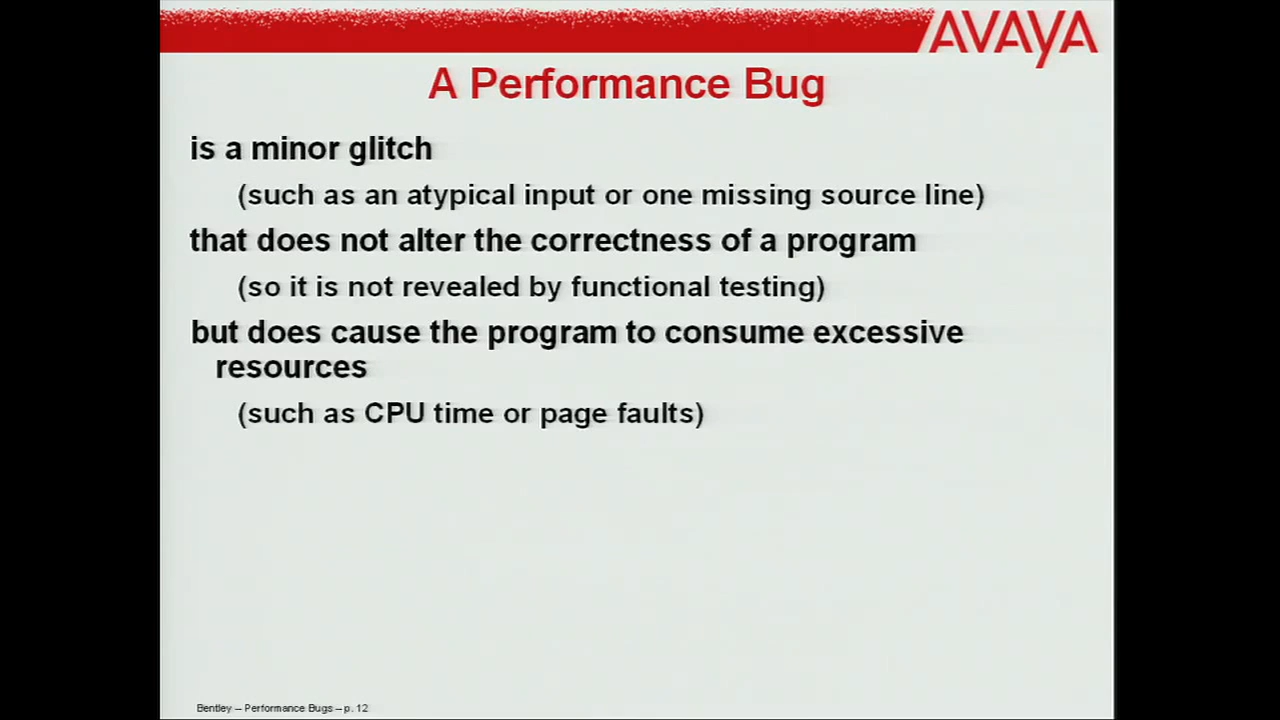 AVAYA
A Performance Bug
is a minor glitch
(such as an atypical input or one missing source line)
that does not alter the correctness of a program
(so it is not revealed by functional testing)
but does cause the program to consume excessive
resources
(such as CPU time or page faults)
Bentley – Performance Bugs – p. 12